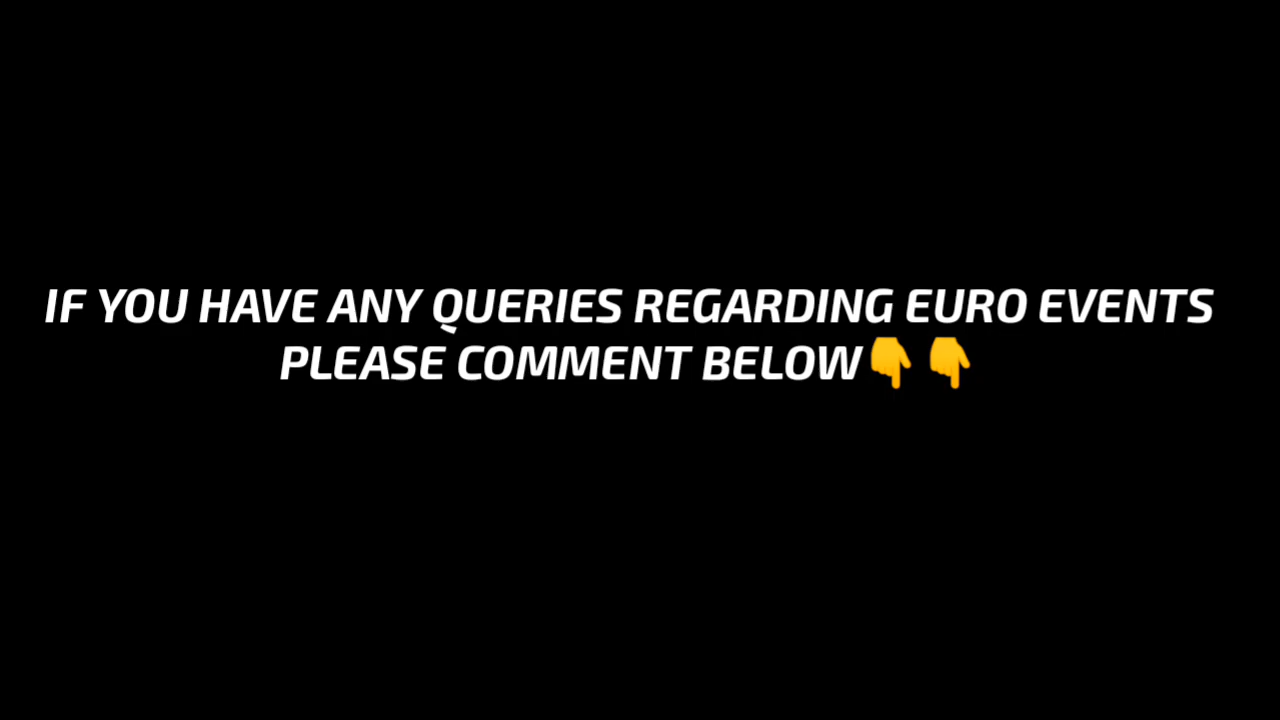 IF YOU HAVE ANY QUERIES REGARDING EURO EVENTS
PLEASE COMMENT BELOW👇👇